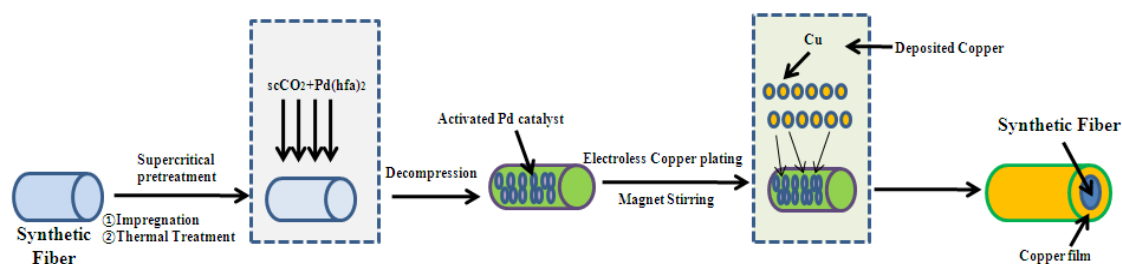 Synthetic
Fiber
Supercritical
pretreatment
①Impregnation
②Thermal Treatment
scCO2+Pd(hfa)2
Decompression
Activated Pd catalyst
Electroless Copper plating
Magnet Stirring
Cu
Deposited Copper
Synthetic Fiber
Copper film